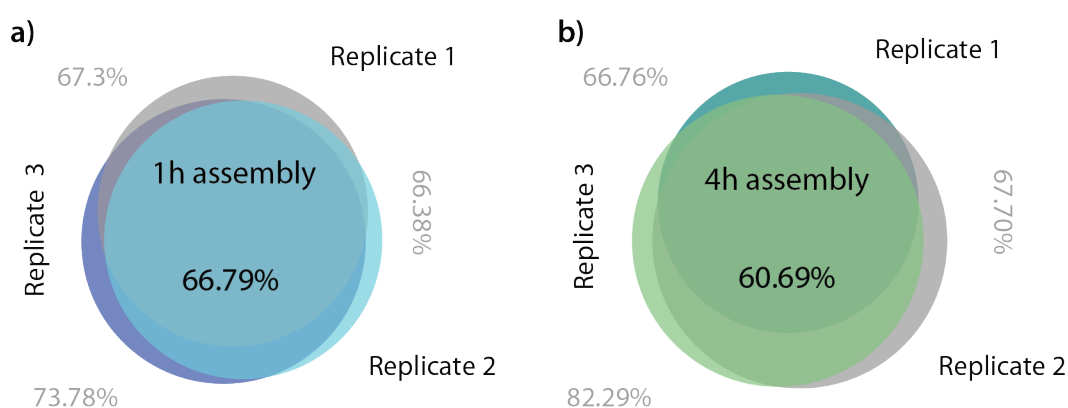 a)
Replicate 1
67.3%
1h assembly
Replicate 3
66.38%
66.79%
Replicate 2
73.78%
b)
Replicate 1
66.76%
4h assembly
Replicate 3
67.70%
60.69%
Replicate 2
82.29%